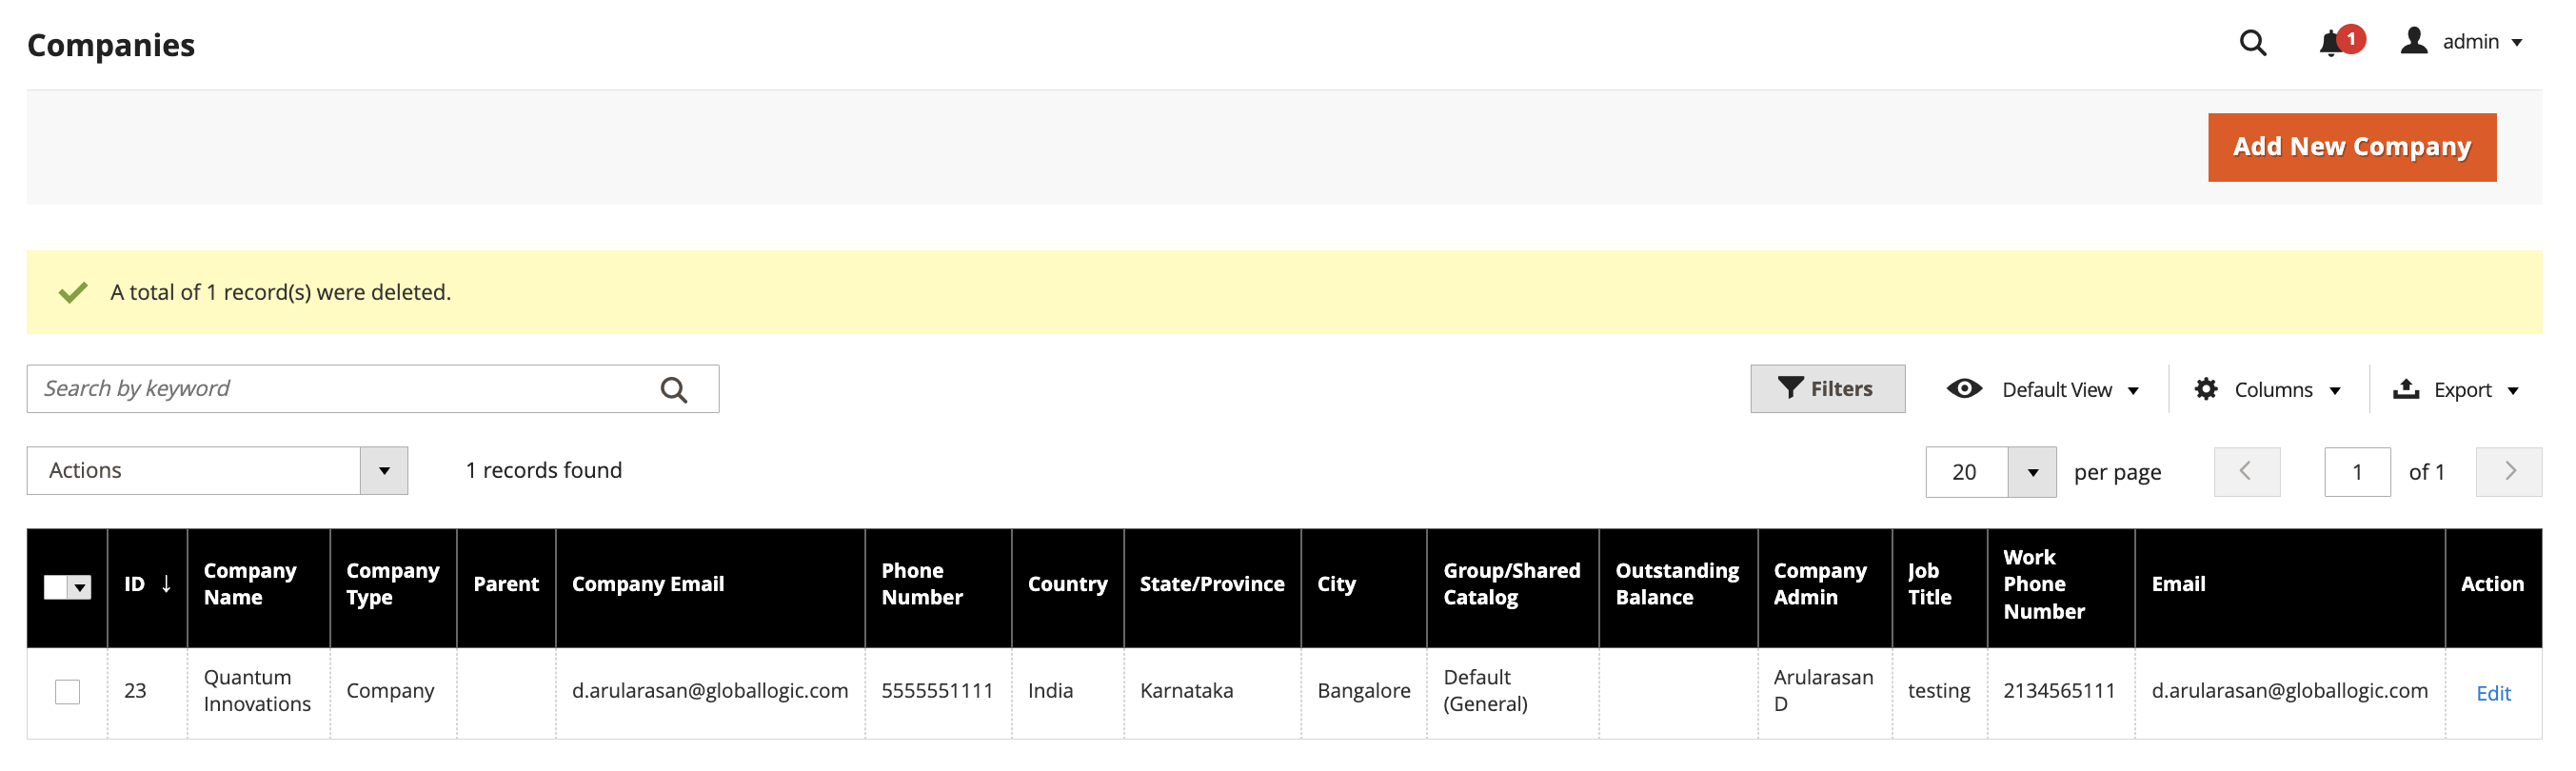 Companies
1
admin
Add New Company
A total of 1 record(s) were deleted.
Search by keyword
Filters
Default View
Columns
Export
Actions
1 records found
20
per page
1
of 1
ID ↓
Company
Name
Company
Type
Parent
Company Email
Phone
Number
Country
State/Province
City
Group/Shared
Catalog
Outstanding
Balance
Company
Admin
Job
Title
Work
Phone
Number
Email
Action
23
Quantum
Innovations
Company
d.arularasan@globallogic.com
5555551111
India
Karnataka
Bangalore
Default
(General)
Arularasan
D
testing
2134565111
d.arularasan@globallogic.com
Edit